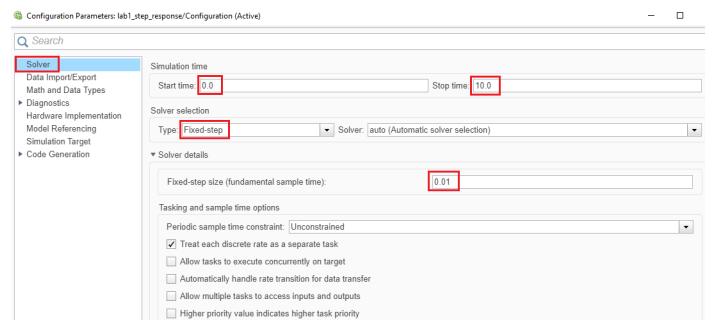 Configuration Parameters: lab1_step_response/Configuration (Active)
Search
Solver
Data Import/Export
Math and Data Types
Diagnostics
Hardware Implementation
Model Referencing
Simulation Target
Code Generation
Simulation time
Start time: 0.0 Stop time: 10.0
Solver selection
Type: Fixed-step Solver: auto (Automatic solver selection)
Solver details
Fixed-step size (fundamental sample time): 0.01
Tasking and sample time options
Periodic sample time constraint: Unconstrained
Treat each discrete rate as a separate task
Allow tasks to execute concurrently on target
Automatically handle rate transition for data transfer
Allow multiple tasks to access inputs and outputs
Higher priority value indicates higher task priority